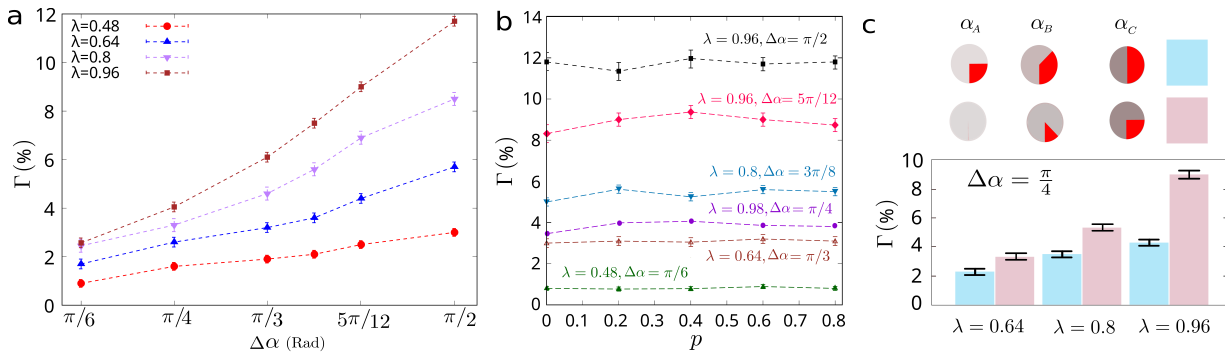 a
λ=0.48
λ=0.64
λ=0.8
λ=0.96
Γ (%)
12
10
8
6
4
2
0
π/6
π/4
π/3
5π/12
π/2
Δα (Rad)
b
Γ (%)
14
12
10
8
6
4
2
0
λ = 0.96, Δα = π/2
λ = 0.96, Δα = 5π/12
λ = 0.8, Δα = 3π/8
λ = 0.98, Δα = π/4
λ = 0.64, Δα = π/3
λ = 0.48, Δα = π/6
0 0.1 0.2 0.3 0.4 0.5 0.6 0.7 0.8
p
c
α_A α_B α_C
Δα = π/4
Γ (%)
10
8
6
4
2
0
λ = 0.64 λ = 0.8 λ = 0.96